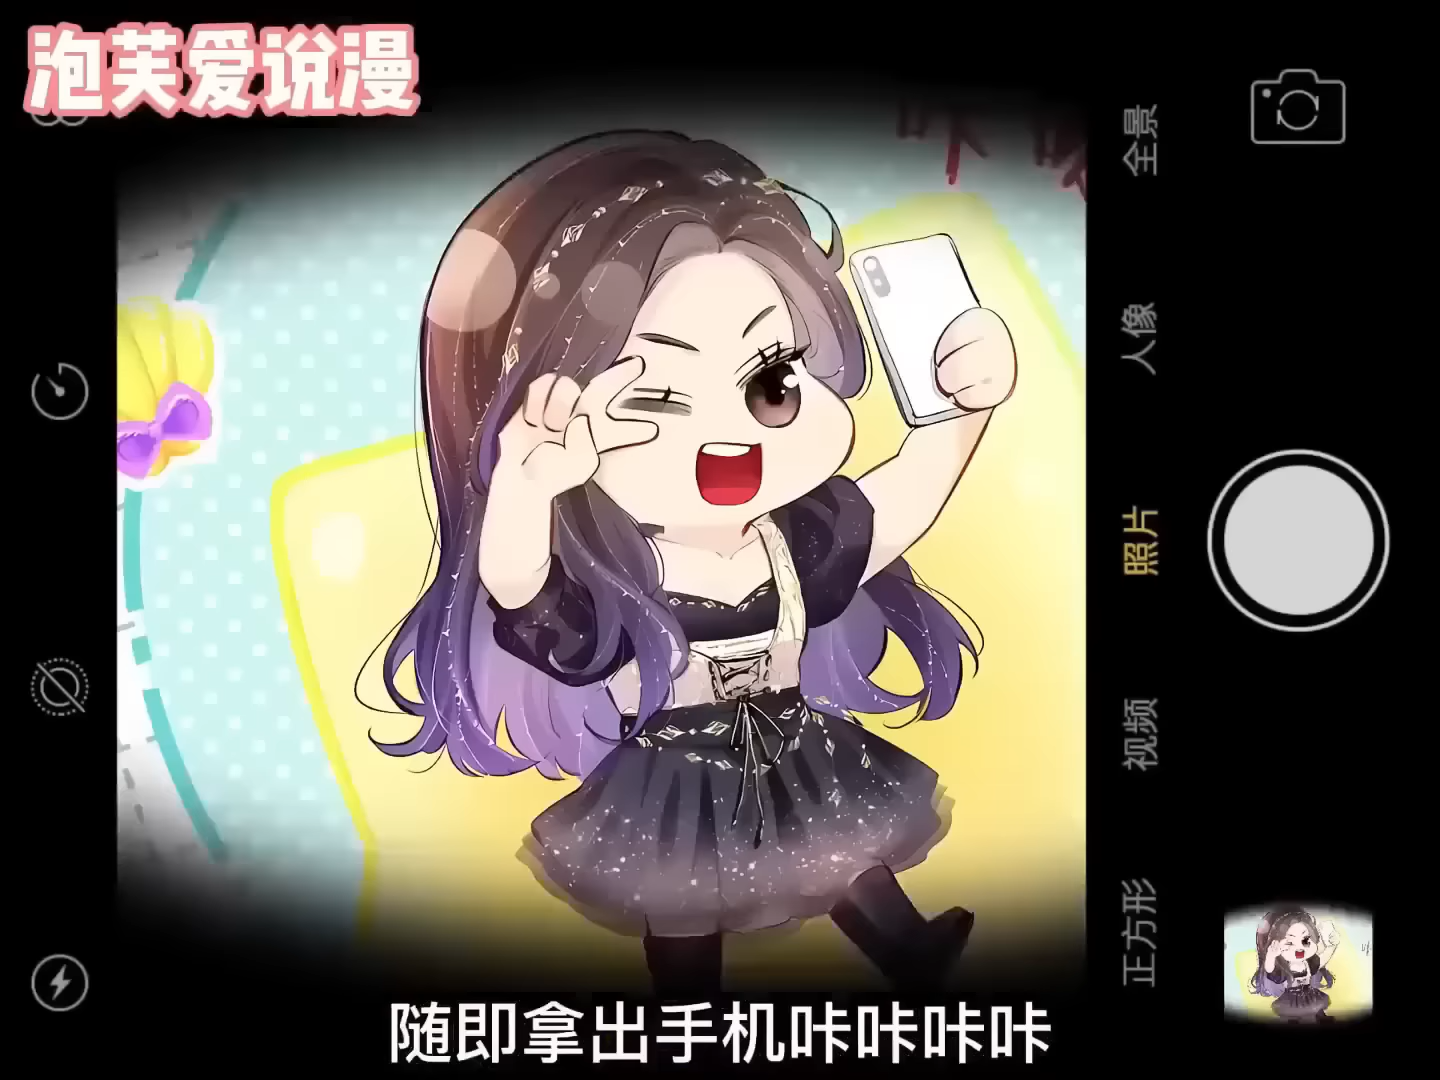 泡芙爱说漫
全景
人像
照片
视频
正方形
随即拿出手机咔咔咔咔